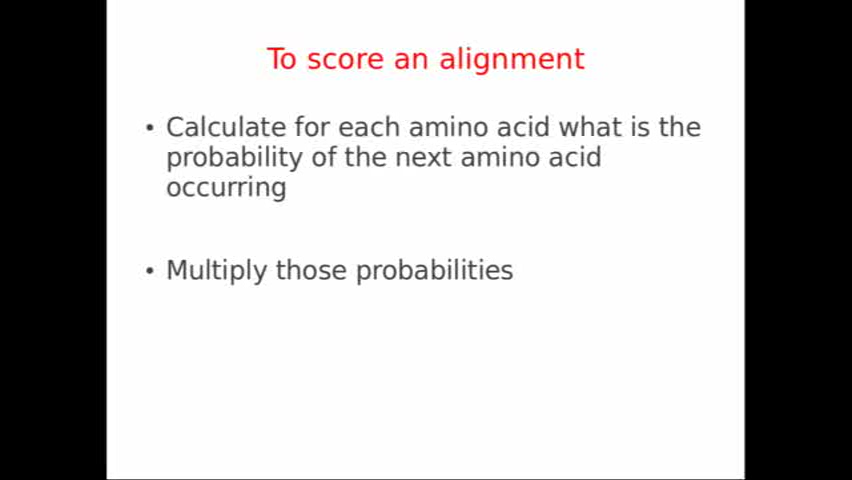 To score an alignment
• Calculate for each amino acid what is the
probability of the next amino acid
occurring
• Multiply those probabilities